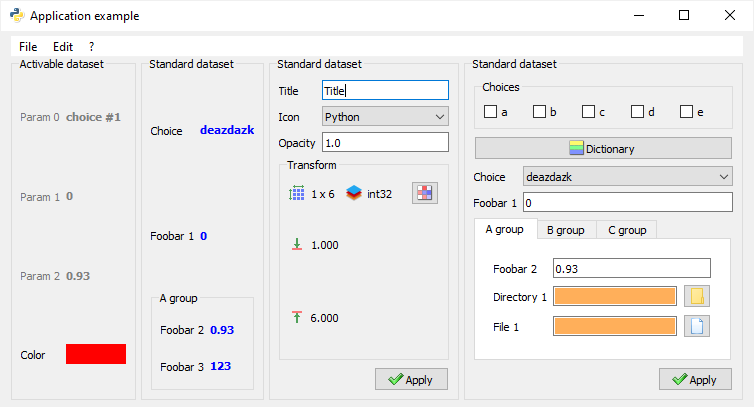 Application example
File Edit ?
Activable dataset
Param 0 choice #1
Param 1 0
Param 2 0.93
Color
Standard dataset
Choice deazdazk
Foobar 1 0
A group
Foobar 2 0.93
Foobar 3 123
Standard dataset
Title Title
Icon Python
Opacity 1.0
Transform
1 x 6 int32
1.000
6.000
Apply
Standard dataset
Choices
a b c d e
Dictionary
Choice deazdazk
Foobar 1 0
A group B group C group
Foobar 2 0.93
Directory 1
File 1
Apply